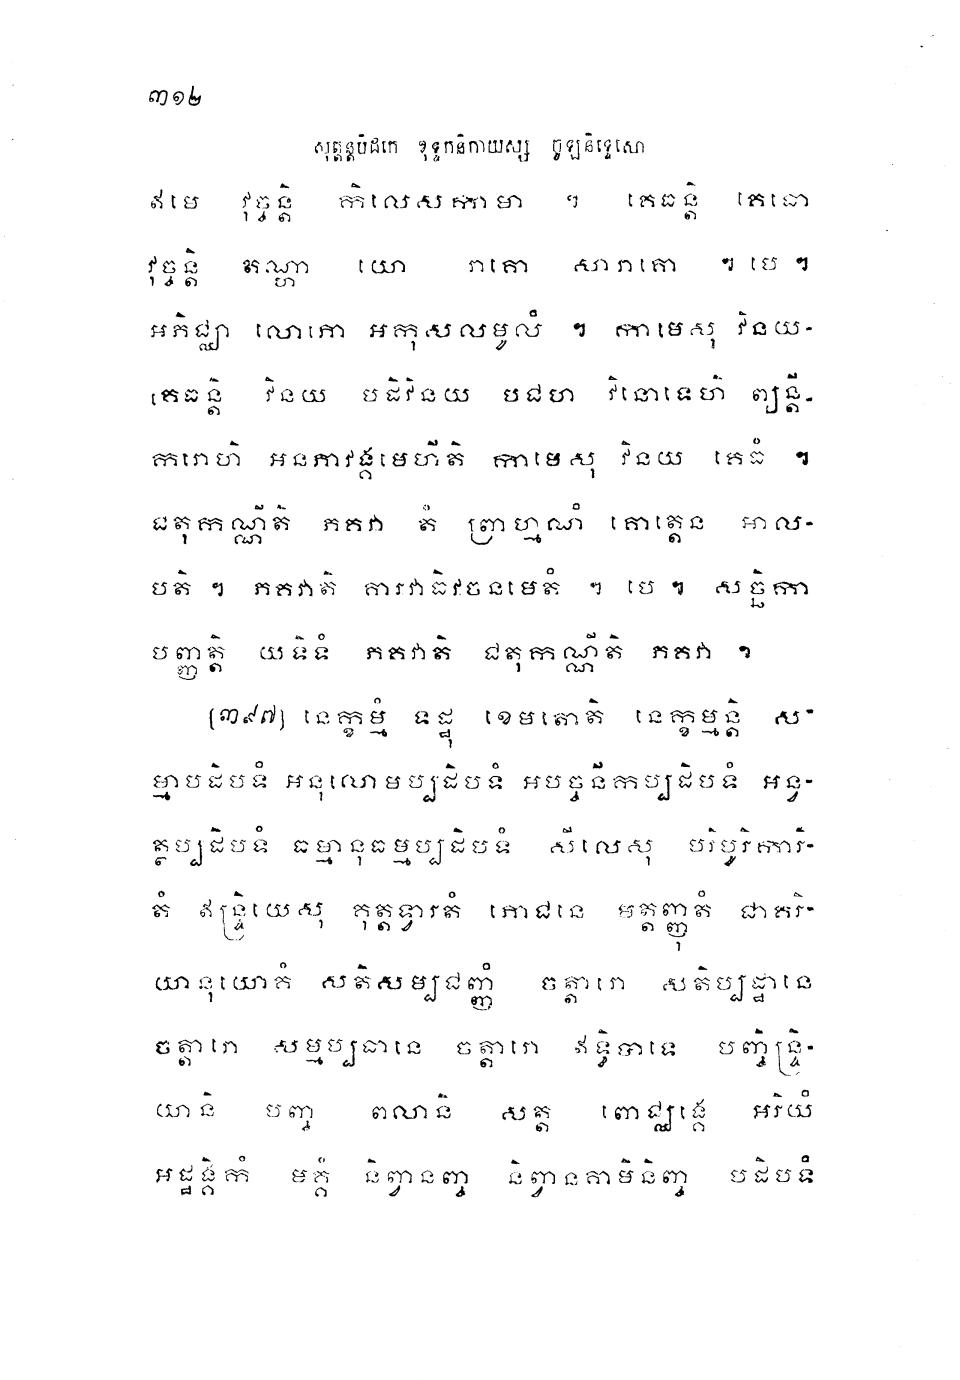 ៣១២
សុត្តន្តបិដកេ ខុទ្ទកនិកាយស្ស ចូឡនិទ្ទេសោ
ឥមេ វុច្ចន្តិ កិលេសកាមា ។ គេធន្តិ គេធោ
វុច្ចតិ តណ្ហា យោ រាគោ សារាគោ ។ បេ ។
អភិជ្ឈា លោភោ អកុសលមូលំ ។ កាមេសុ វិនយ-
គេធន្តិ វិនយ បដិវិនយ បជហ វិនោទេហិ ព្យន្តី-
ករោហិ អនភាវង្គមេហីតិ កាមេសុ វិនយ គេធំ ។
ជតុកណ្ណីតិ ភគវា តំ ព្រាហ្មណំ គោត្តេន អាល-
បតិ ។ ភគវាតិ គារវាធិវចនមេតំ ។ បេ ។ សច្ឆិកា
បញ្ញត្តិ យទិទំ ភគវាតិ ជតុកណ្ណីតិ ភគវា ។
[៣៩៧] នេក្ខម្មំ ទដ្ឋុ ខេមតោតិ នេក្ខម្មន្តិ ស-
ម្មាបដិបទំ អនុលោមប្បដិបទំ អបច្ចនីកប្បដិបទំ អន្វ-
ត្ថប្បដិបទំ ធម្មានុធម្មប្បដិបទំ សីលេសុ បរិបូរិការិ-
តំ ឥន្ទ្រិយេសុ គុត្តទ្វារតំ ភោជនេ មត្តញ្ញុតំ ជាគរិ-
យានុយោគំ សតិសម្បជញ្ញំ ចត្តារោ សតិប្បដ្ឋានេ
ចត្តារោ សម្មប្បធានេ ចត្តារោ ឥទ្ធិបាទេ បញ្ចិន្ទ្រិ-
យានិ បញ្ច ពលានិ សត្ត ពោជ្ឈង្គេ អរិយំ
អដ្ឋង្គិកំ មគ្គំ និព្វានញ្ច និព្វានគាមិនិញ្ច បដិបទំ